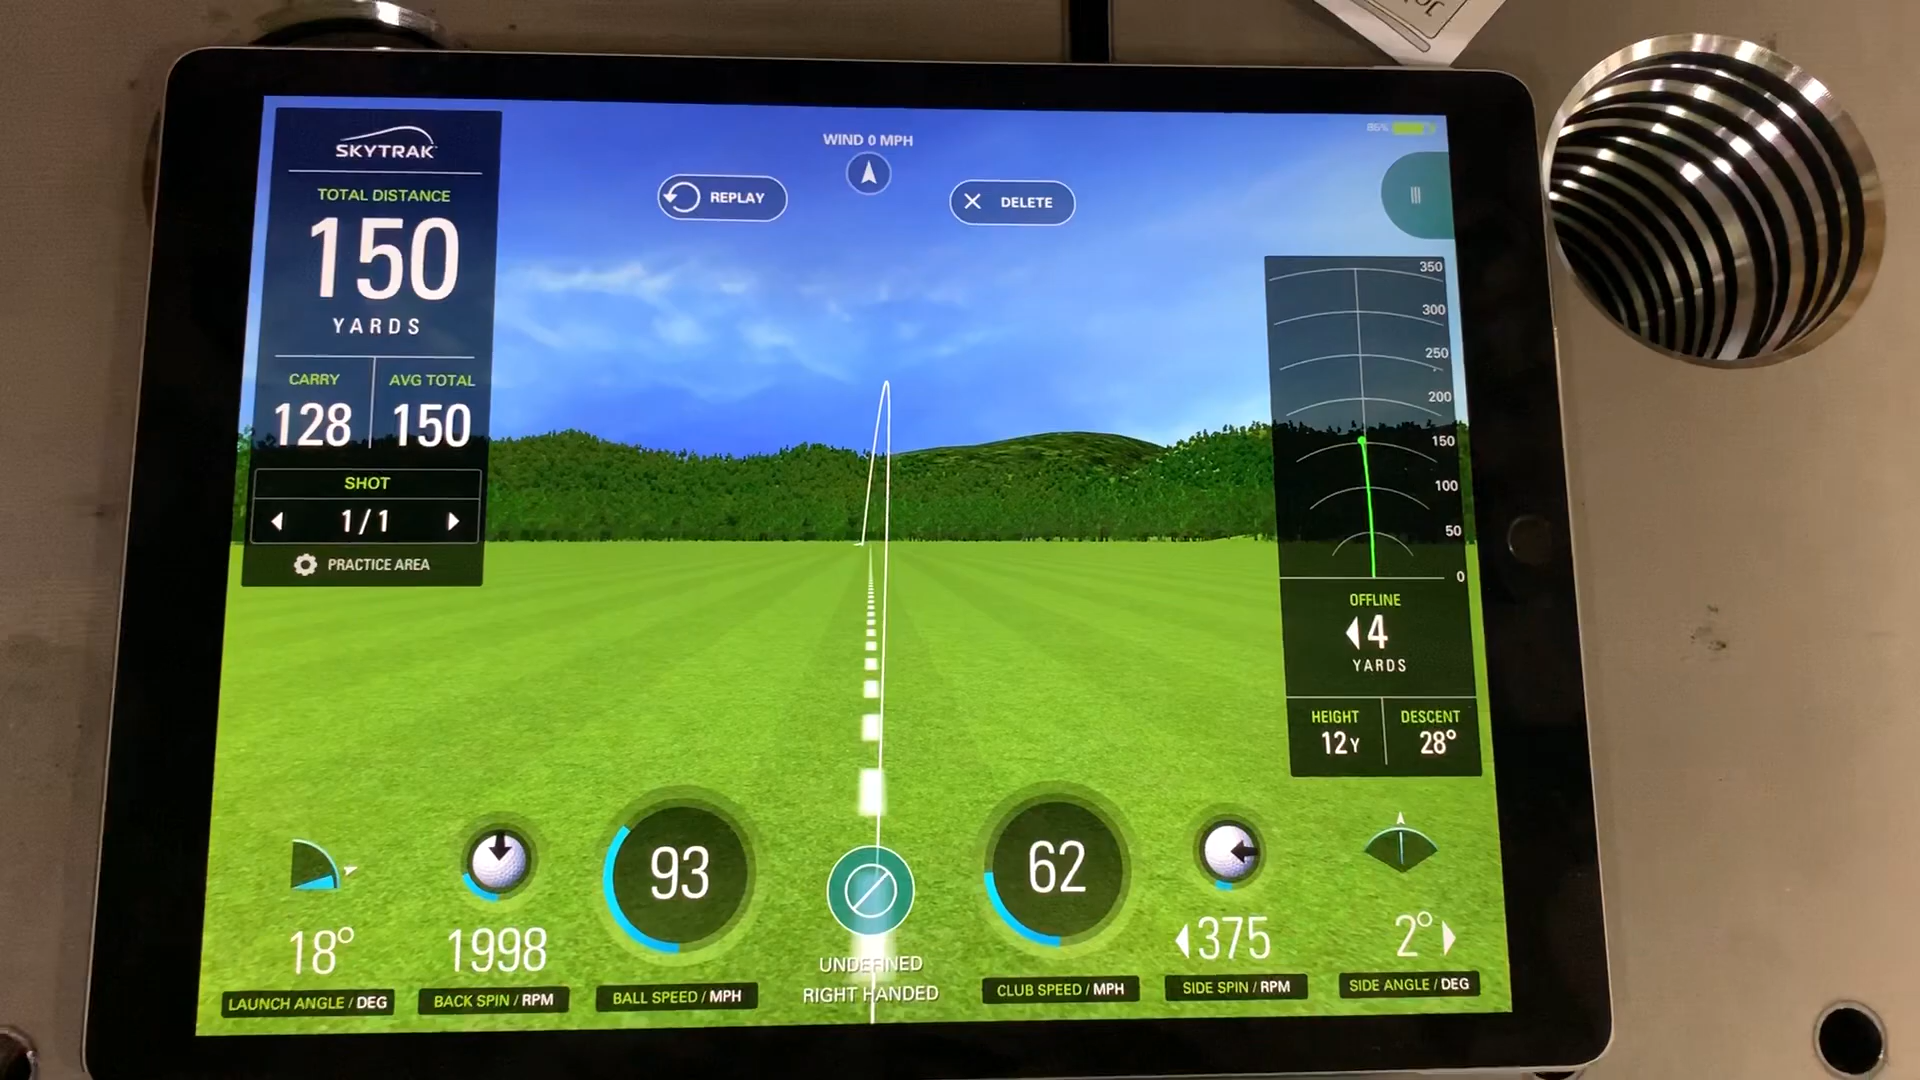 SKYTRAK
TOTAL DISTANCE
150
YARDS
CARRY
128
AVG TOTAL
150
SHOT
1 / 1
PRACTICE AREA
WIND 0 MPH
REPLAY
DELETE
86%
350
300
250
200
150
100
50
0
OFFLINE
4
YARDS
HEIGHT
12 Y
DESCENT
28°
18°
LAUNCH ANGLE / DEG
1998
BACK SPIN / RPM
93
BALL SPEED / MPH
UNDEFINED
RIGHT HANDED
62
CLUB SPEED / MPH
375
SIDE SPIN / RPM
2°
SIDE ANGLE / DEG